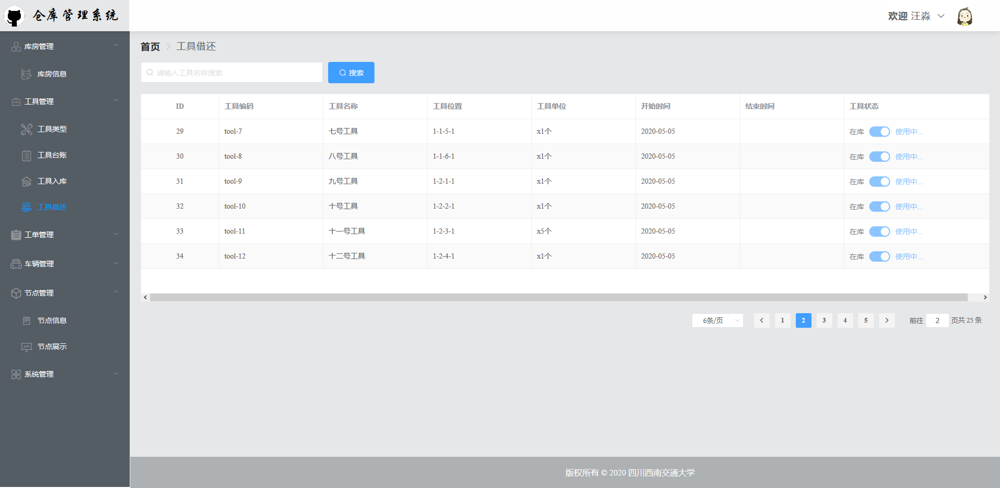 仓库管理系统
欢迎 汪淼
库房管理
库房信息
工具管理
工具类型
工具台账
工具入库
工具借还
工单管理
车辆管理
节点管理
节点信息
节点展示
系统管理
首页 工具借还
请输入工具名称搜索 搜索
ID 工具编码 工具名称 工具位置 工具单位 开始时间 结束时间 工具状态
29 tool-7 七号工具 1-1-5-1 x1个 2020-05-05 在库 使用中...
30 tool-8 八号工具 1-1-6-1 x1个 2020-05-05 在库 使用中...
31 tool-9 九号工具 1-2-1-1 x1个 2020-05-05 在库 使用中...
32 tool-10 十号工具 1-2-2-1 x1个 2020-05-05 在库 使用中...
33 tool-11 十一号工具 1-2-3-1 x5个 2020-05-05 在库 使用中...
34 tool-12 十二号工具 1-2-4-1 x1个 2020-05-05 在库 使用中...
6条/页 1 2 3 4 5 前往 2 页共 25 条
版权所有 © 2020 四川西南交通大学